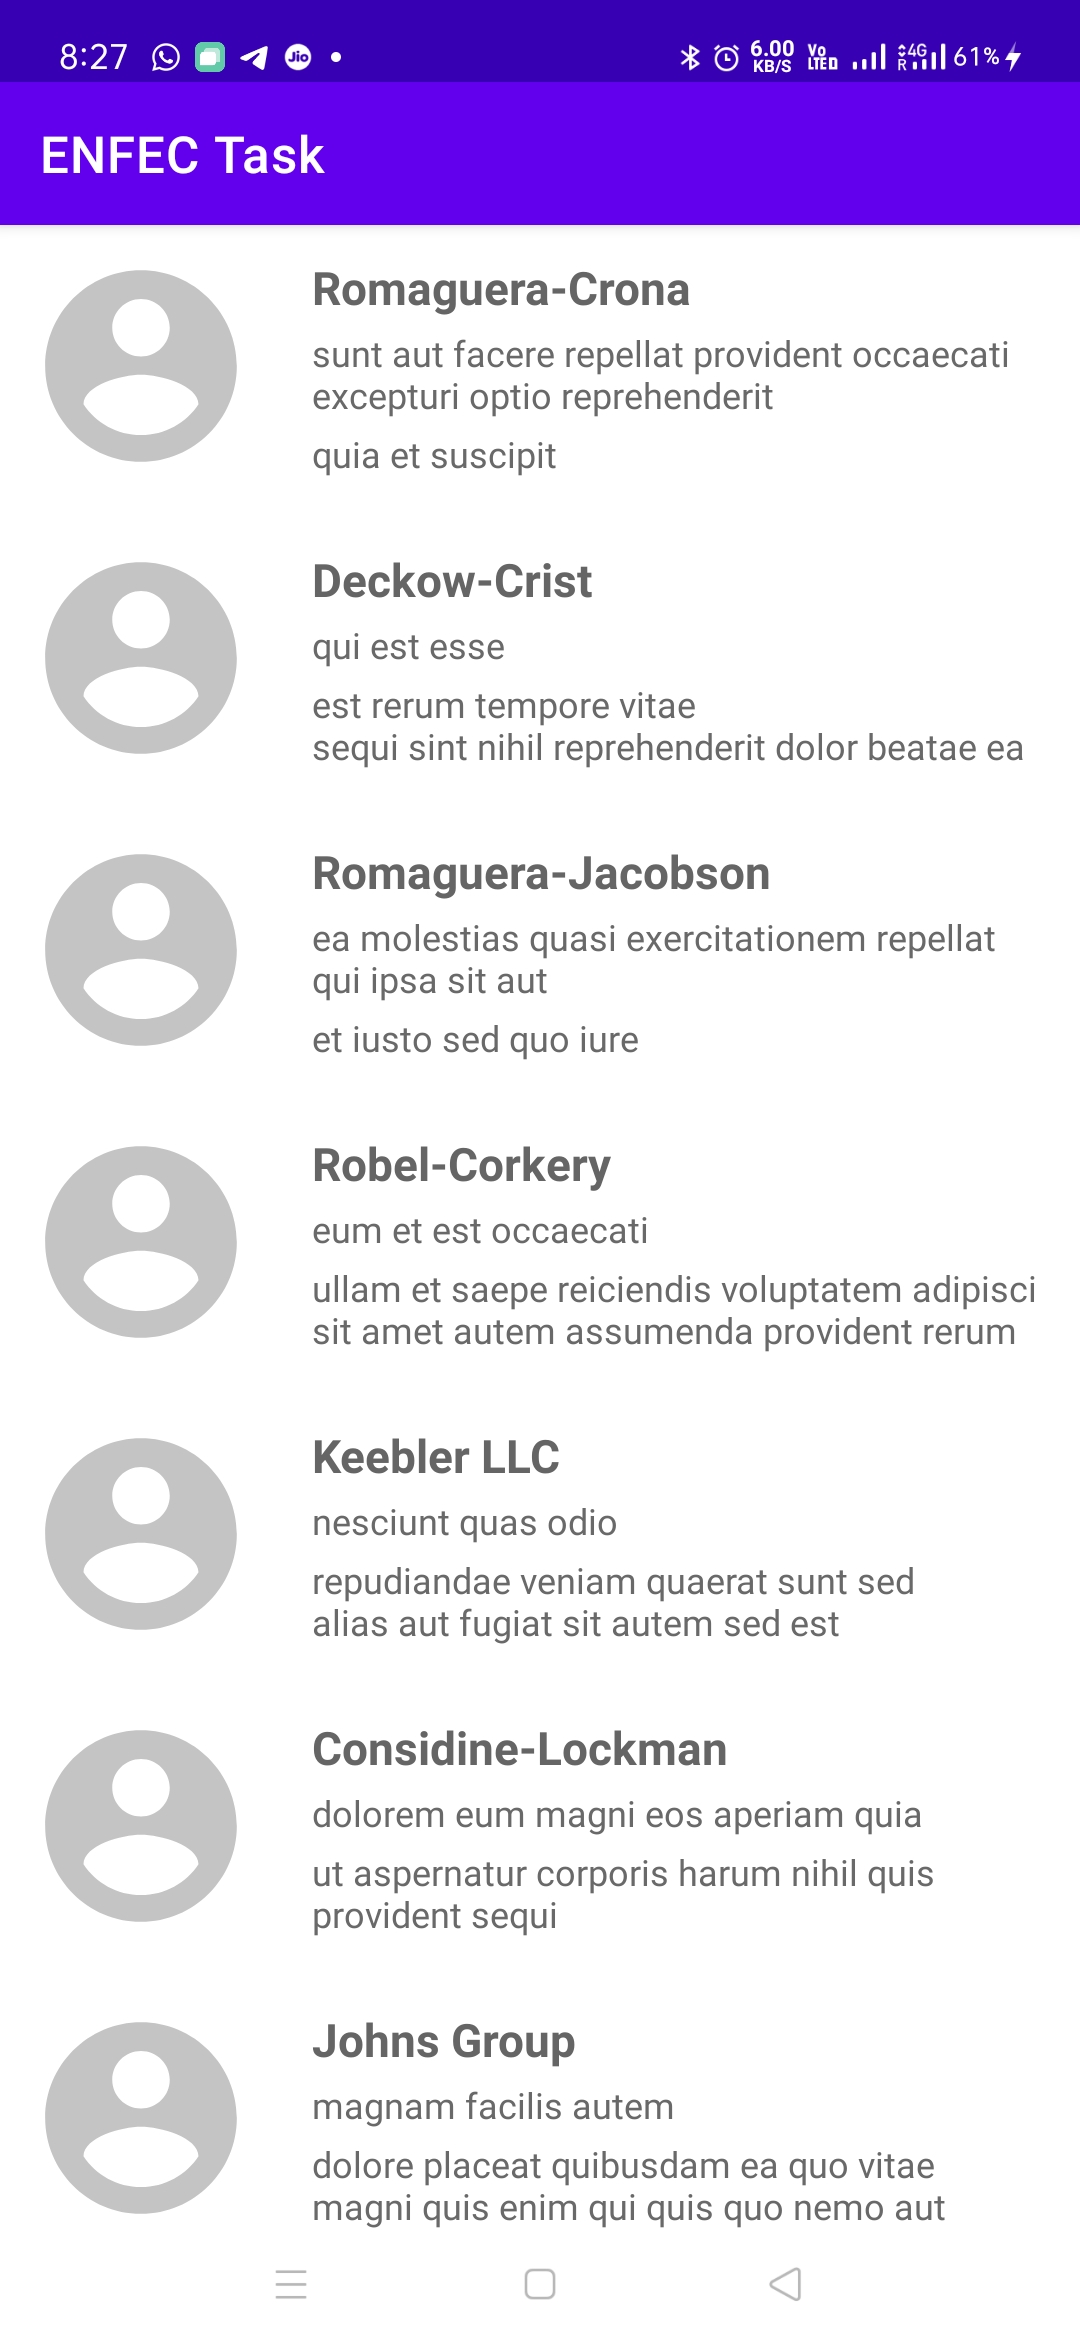 8:27 Jio 6.00 KB/S Vo LTE 4G R 61%
ENFEC Task
Romaguera-Crona
sunt aut facere repellat provident occaecati
excepturi optio reprehenderit
quia et suscipit
Deckow-Crist
qui est esse
est rerum tempore vitae
sequi sint nihil reprehenderit dolor beatae ea
Romaguera-Jacobson
ea molestias quasi exercitationem repellat
qui ipsa sit aut
et iusto sed quo iure
Robel-Corkery
eum et est occaecati
ullam et saepe reiciendis voluptatem adipisci
sit amet autem assumenda provident rerum
Keebler LLC
nesciunt quas odio
repudiandae veniam quaerat sunt sed
alias aut fugiat sit autem sed est
Considine-Lockman
dolorem eum magni eos aperiam quia
ut aspernatur corporis harum nihil quis
provident sequi
Johns Group
magnam facilis autem
dolore placeat quibusdam ea quo vitae
magni quis enim qui quis quo nemo aut